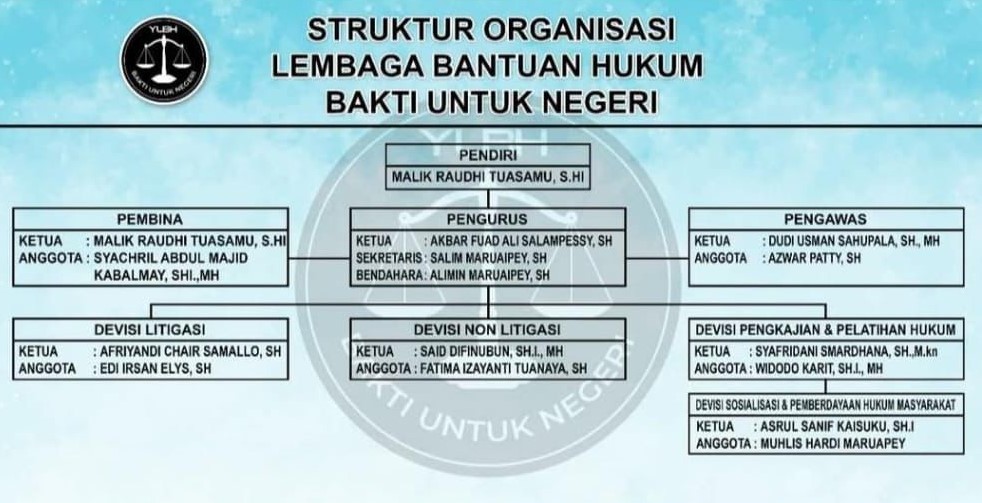 YLBH
BAKTI UNTUK NEGERI
STRUKTUR ORGANISASI
LEMBAGA BANTUAN HUKUM
BAKTI UNTUK NEGERI
YLBH
BAKTI UNTUK NEGERI
PENDIRI
MALIK RAUDHI TUASAMU, S.HI
PEMBINA
KETUA : MALIK RAUDHI TUASAMU, S.HI
ANGGOTA : SYACHRIL ABDUL MAJID
KABALMAY, SHI.,MH
PENGURUS
KETUA : AKBAR FUAD ALI SALAMPESSY, SH
SEKRETARIS : SALIM MARUAIPEY, SH
BENDAHARA : ALIMIN MARUAIPEY, SH
PENGAWAS
KETUA : DUDI USMAN SAHUPALA, SH., MH
ANGGOTA : AZWAR PATTY, SH
DEVISI LITIGASI
KETUA : AFRIYANDI CHAIR SAMALLO, SH
ANGGOTA : EDI IRSAN ELYS, SH
DEVISI NON LITIGASI
KETUA : SAID DIFINUBUN, SH.I., MH
ANGGOTA : FATIMA IZAYANTI TUANAYA, SH
DEVISI PENGKAJIAN & PELATIHAN HUKUM
KETUA : SYAFRIDANI SMARDHANA, SH.,M.kn
ANGGOTA : WIDODO KARIT, SH.I., MH
DEVISI SOSIALISASI & PEMBERDAYAAN HUKUM MASYARAKAT
KETUA : ASRUL SANIF KAISUKU, SH.I
ANGGOTA : MUHLIS HARDI MARUAPEY